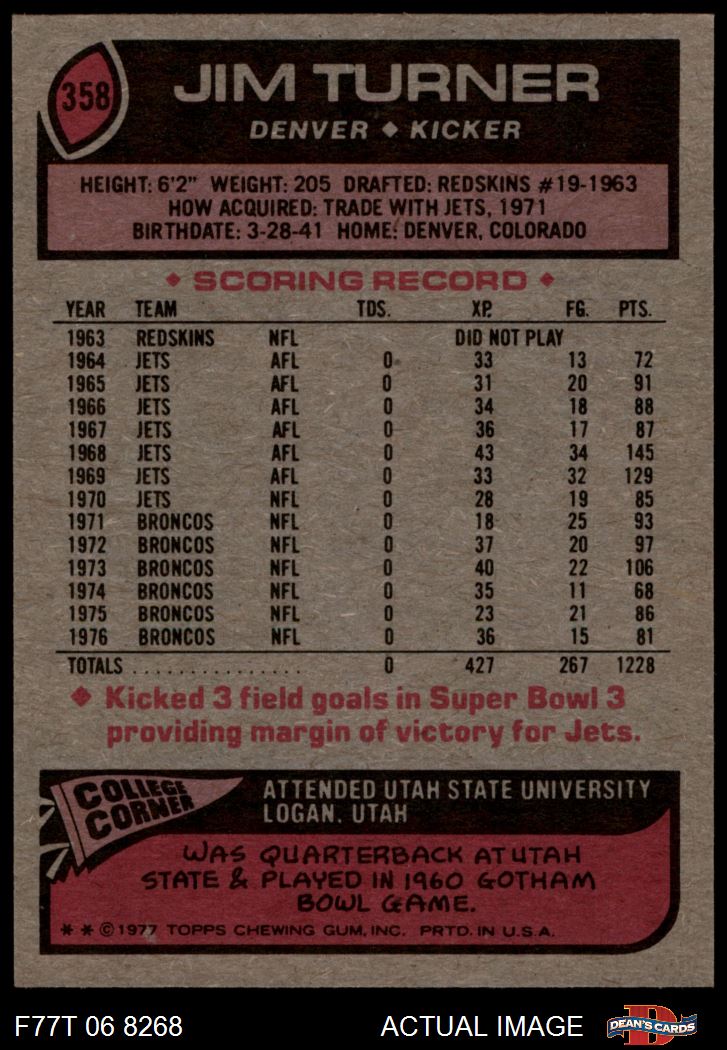 358
JIM TURNER
DENVER ◆ KICKER
HEIGHT: 6'2" WEIGHT: 205 DRAFTED: REDSKINS #19-1963
HOW ACQUIRED: TRADE WITH JETS, 1971
BIRTHDATE: 3-28-41 HOME: DENVER, COLORADO
◆ SCORING RECORD ◆
YEAR TEAM TDS. XP. FG. PTS.
1963 REDSKINS NFL DID NOT PLAY
1964 JETS AFL 0 33 13 72
1965 JETS AFL 0 31 20 91
1966 JETS AFL 0 34 18 88
1967 JETS AFL 0 36 17 87
1968 JETS AFL 0 43 34 145
1969 JETS AFL 0 33 32 129
1970 JETS NFL 0 28 19 85
1971 BRONCOS NFL 0 18 25 93
1972 BRONCOS NFL 0 37 20 97
1973 BRONCOS NFL 0 40 22 106
1974 BRONCOS NFL 0 35 11 68
1975 BRONCOS NFL 0 23 21 86
1976 BRONCOS NFL 0 36 15 81
TOTALS ................ 0 427 267 1228
◆ Kicked 3 field goals in Super Bowl 3
providing margin of victory for Jets.
COLLEGE
CORNER
ATTENDED UTAH STATE UNIVERSITY
LOGAN, UTAH
WAS QUARTERBACK AT UTAH
STATE & PLAYED IN 1960 GOTHAM
BOWL GAME.
** ©1977 TOPPS CHEWING GUM, INC. PRTD. IN U.S.A.
F77T 06 8268
ACTUAL IMAGE
D
DEAN'S CARDS